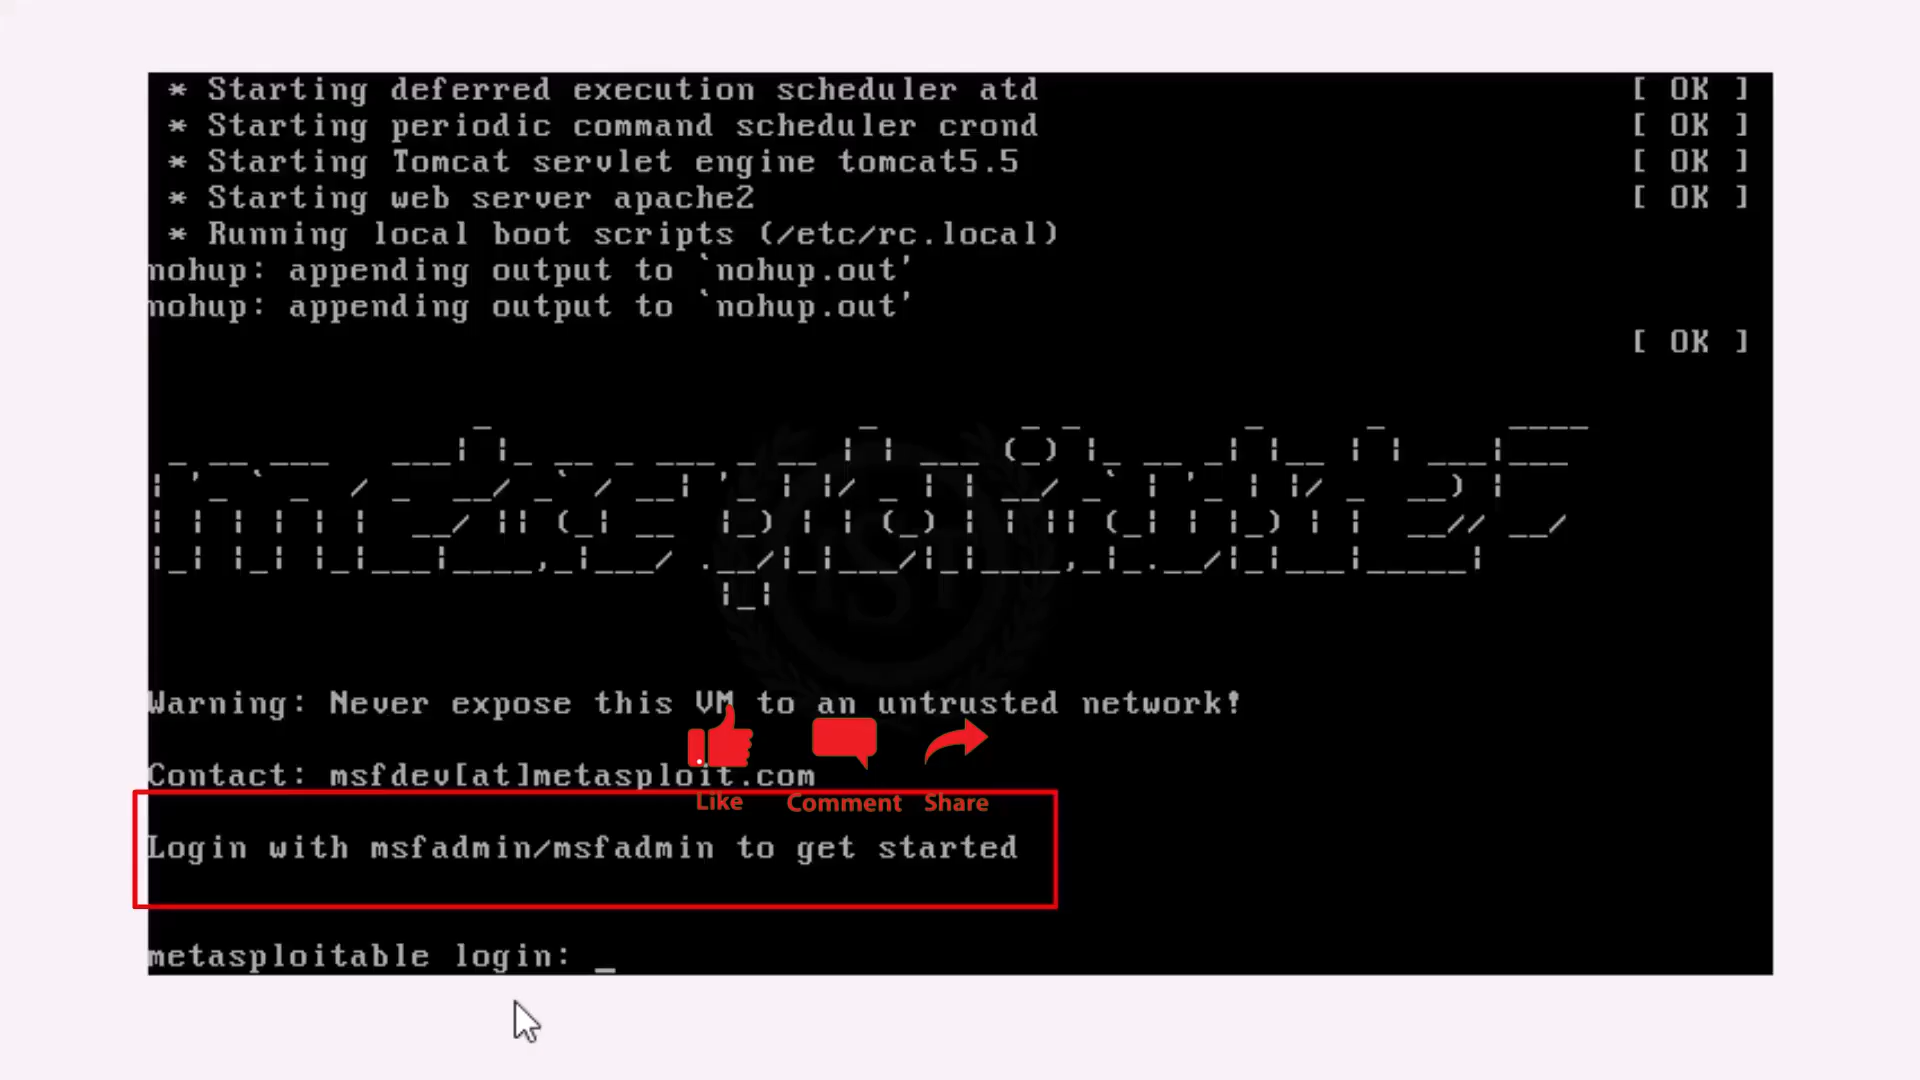 * Starting deferred execution scheduler atd [ OK ]
* Starting periodic command scheduler crond [ OK ]
* Starting Tomcat servlet engine tomcat5.5 [ OK ]
* Starting web server apache2 [ OK ]
* Running local boot scripts (/etc/rc.local)
nohup: appending output to `nohup.out'
nohup: appending output to `nohup.out'
[ OK ]
metasploitable2
IST
Warning: Never expose this VM to an untrusted network!
Contact: msfdev[at]metasploit.com
Like Comment Share
Login with msfadmin/msfadmin to get started
metasploitable login: _